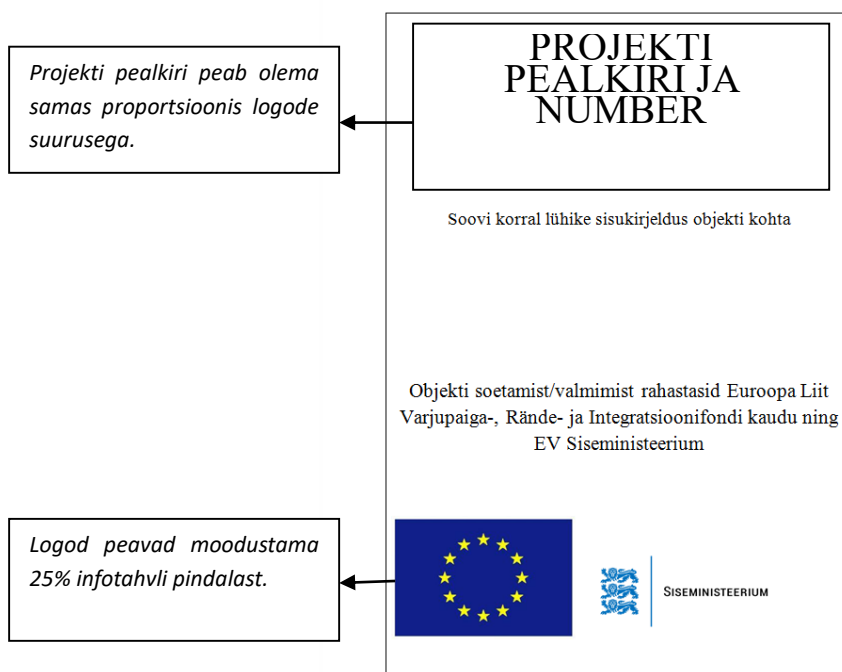 PROJEKTI
PEALKIRI JA
NUMBER
Projekti pealkiri peab olema
samas proportsioonis logode
suurusega.
Soovi korral lühike sisukirjeldus objekti kohta
Objekti soetamist/valmimist rahastasid Euroopa Liit
Varjupaiga-, Rände- ja Integratsioonifondi kaudu ning
EV Siseministeerium
Logod peavad moodustama
25% infotahvli pindalast.
SISEMINISTEERIUM